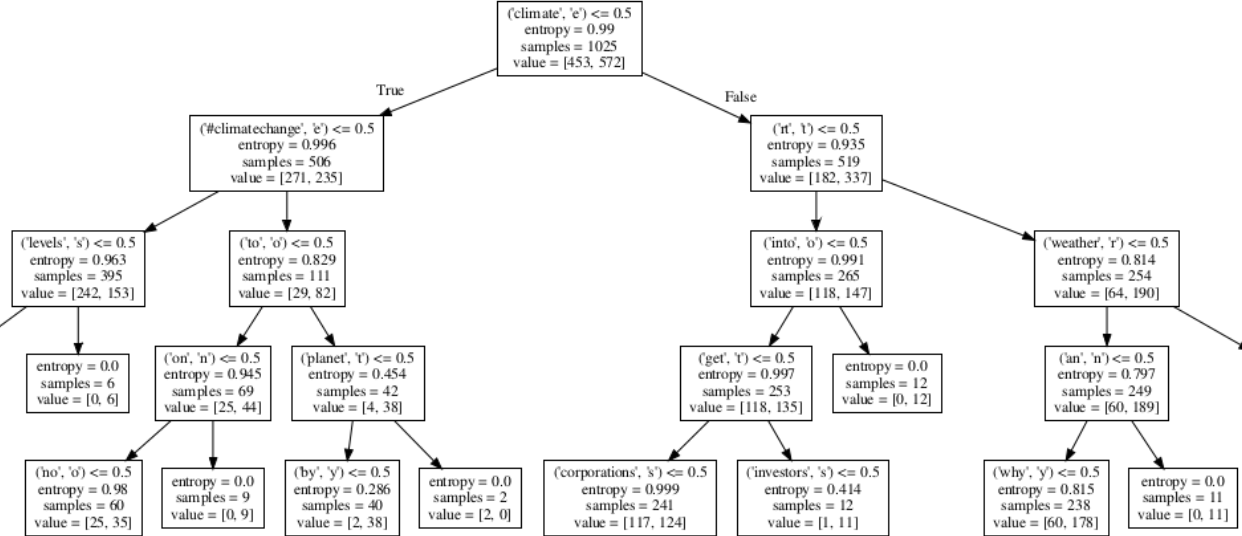 ('climate', 'e') <= 0.5
entropy = 0.99
samples = 1025
value = [453, 572]
True
False
('#climatechange', 'e') <= 0.5
entropy = 0.996
samples = 506
value = [271, 235]
('rt', 't') <= 0.5
entropy = 0.935
samples = 519
value = [182, 337]
('levels', 's') <= 0.5
entropy = 0.963
samples = 395
value = [242, 153]
('to', 'o') <= 0.5
entropy = 0.829
samples = 111
value = [29, 82]
('into', 'o') <= 0.5
entropy = 0.991
samples = 265
value = [118, 147]
('weather', 'r') <= 0.5
entropy = 0.814
samples = 254
value = [64, 190]
entropy = 0.0
samples = 6
value = [0, 6]
('on', 'n') <= 0.5
entropy = 0.945
samples = 69
value = [25, 44]
('planet', 't') <= 0.5
entropy = 0.454
samples = 42
value = [4, 38]
('get', 't') <= 0.5
entropy = 0.997
samples = 253
value = [118, 135]
entropy = 0.0
samples = 12
value = [0, 12]
('an', 'n') <= 0.5
entropy = 0.797
samples = 249
value = [60, 189]
('no', 'o') <= 0.5
entropy = 0.98
samples = 60
value = [25, 35]
entropy = 0.0
samples = 9
value = [0, 9]
('by', 'y') <= 0.5
entropy = 0.286
samples = 40
value = [2, 38]
entropy = 0.0
samples = 2
value = [2, 0]
('corporations', 's') <= 0.5
entropy = 0.999
samples = 241
value = [117, 124]
('investors', 's') <= 0.5
entropy = 0.414
samples = 12
value = [1, 11]
('why', 'y') <= 0.5
entropy = 0.815
samples = 238
value = [60, 178]
entropy = 0.0
samples = 11
value = [0, 11]